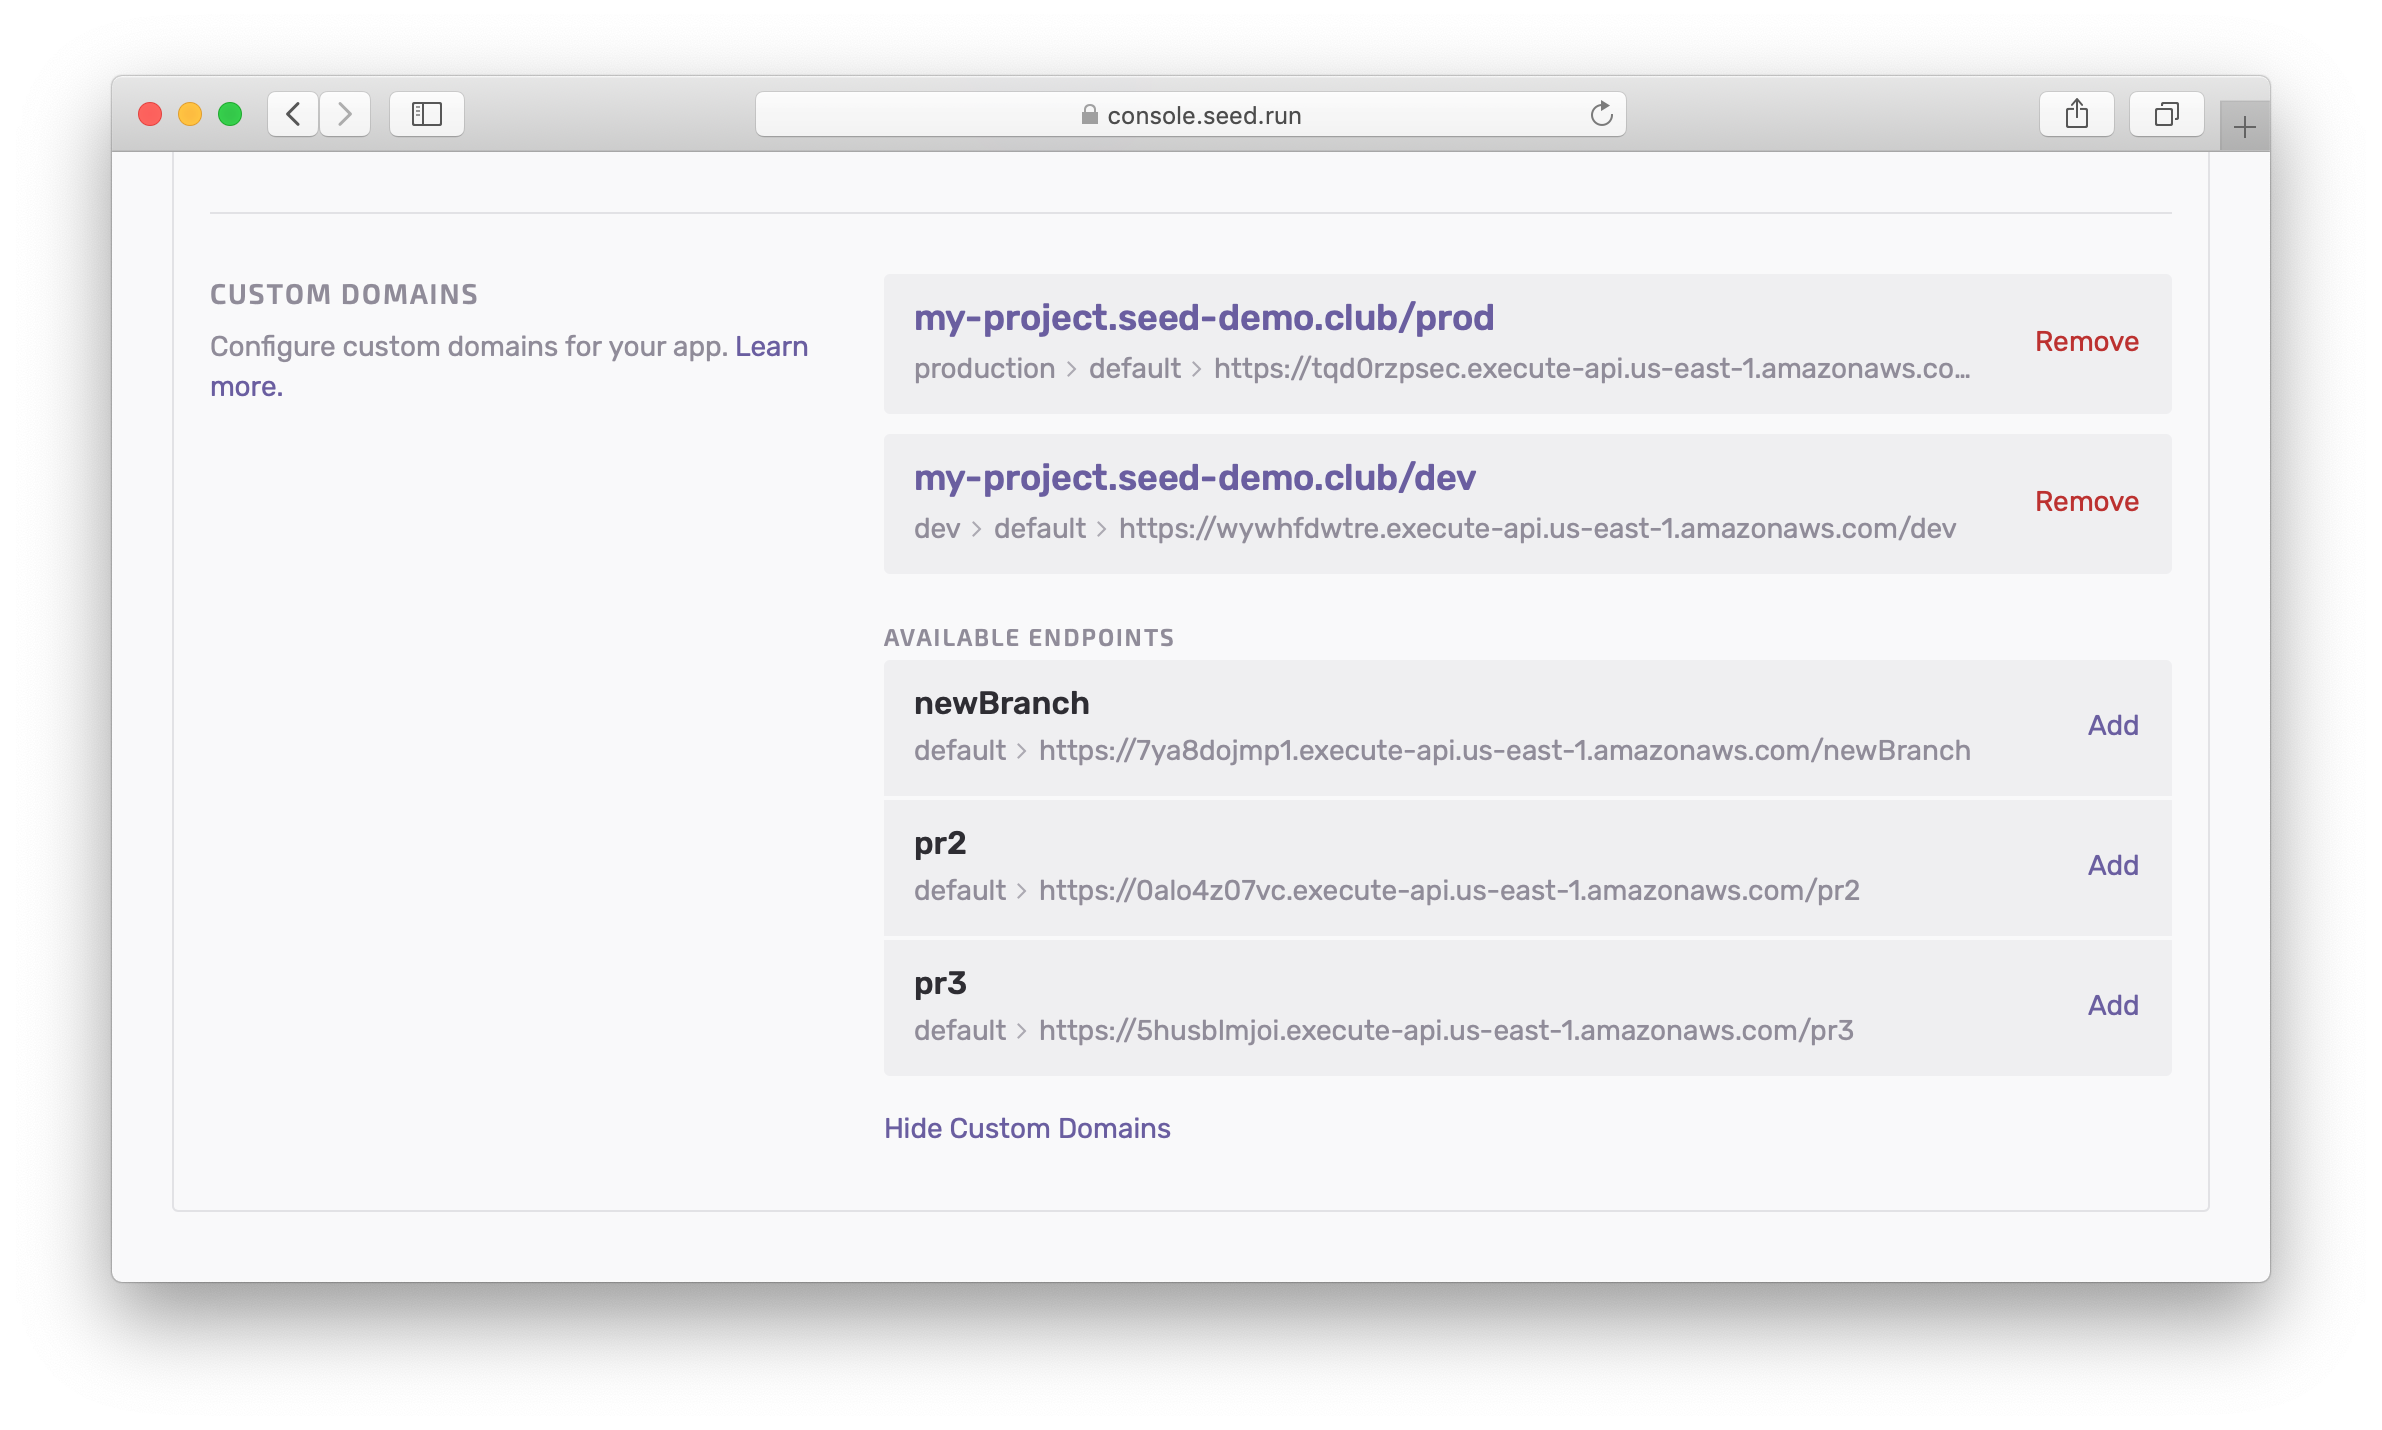 console.seed.run
CUSTOM DOMAINS
Configure custom domains for your app. Learn
more.
my-project.seed-demo.club/prod
production > default > https://tqd0rzpsec.execute-api.us-east-1.amazonaws.co...
Remove
my-project.seed-demo.club/dev
dev > default > https://wywhfdwtre.execute-api.us-east-1.amazonaws.com/dev
Remove
AVAILABLE ENDPOINTS
newBranch
default > https://7ya8dojmp1.execute-api.us-east-1.amazonaws.com/newBranch
Add
pr2
default > https://0alo4z07vc.execute-api.us-east-1.amazonaws.com/pr2
Add
pr3
default > https://5husblmjoi.execute-api.us-east-1.amazonaws.com/pr3
Add
Hide Custom Domains